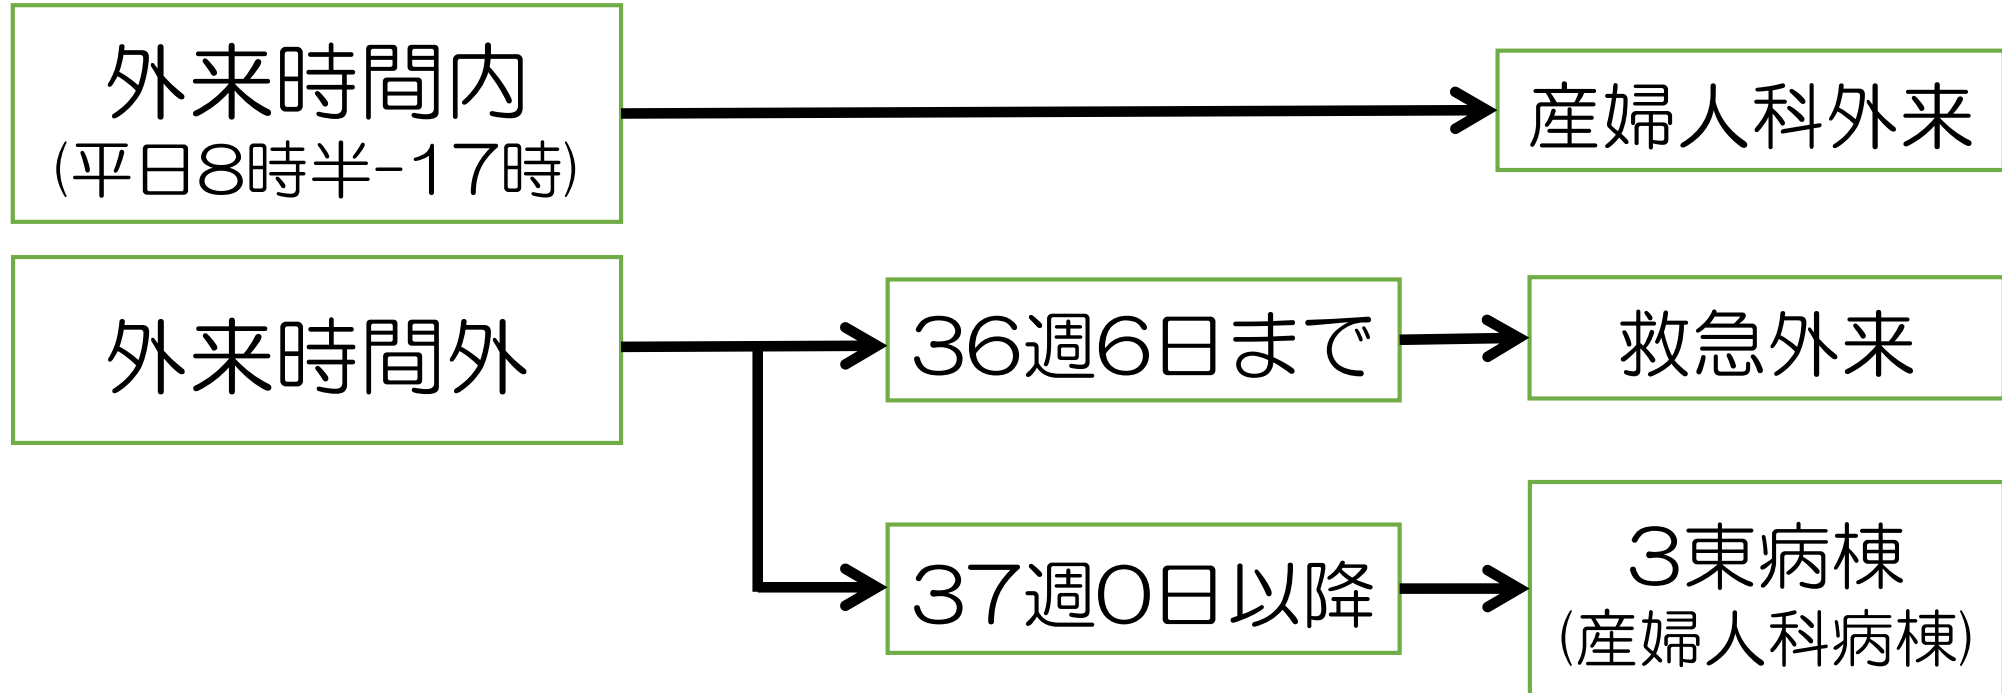 外来時間内
(平日8時半-17時)
産婦人科外来
外来時間外
36週6日まで
救急外来
37週0日以降
3東病棟
(産婦人科病棟)